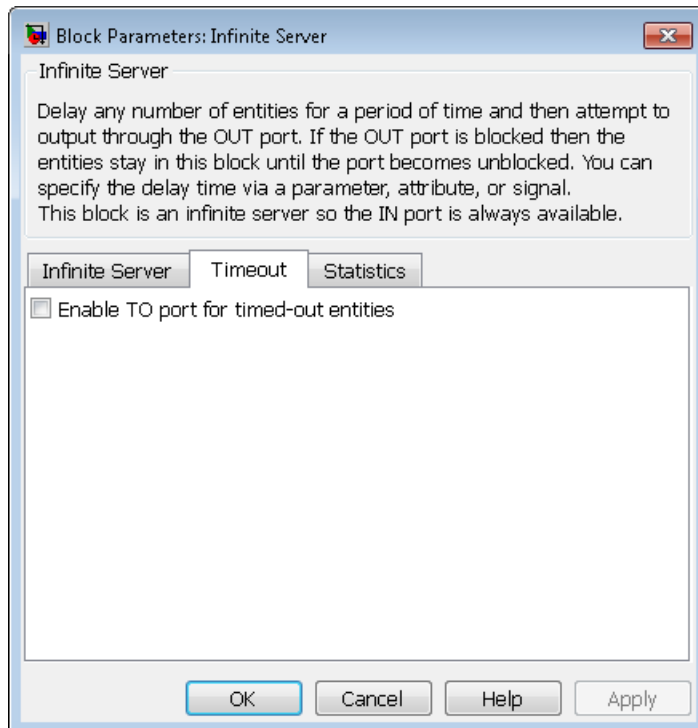 Block Parameters: Infinite Server
Infinite Server
Delay any number of entities for a period of time and then attempt to
output through the OUT port. If the OUT port is blocked then the
entities stay in this block until the port becomes unblocked. You can
specify the delay time via a parameter, attribute, or signal.
This block is an infinite server so the IN port is always available.
Infinite Server Timeout Statistics
Enable TO port for timed-out entities
OK Cancel Help Apply